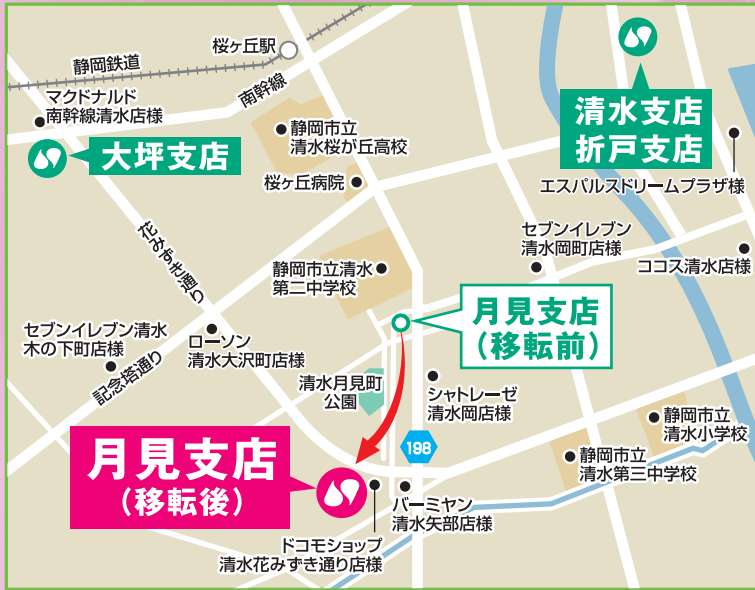 桜ヶ丘駅
静岡鉄道
南幹線
マクドナルド
南幹線清水店様
大坪支店
静岡市立
清水桜が丘高校
桜ヶ丘病院
清水支店
折戸支店
エスパルスドリームプラザ様
花みずき通り
静岡市立清水
第二中学校
セブンイレブン
清水岡町店様
ココス清水店様
月見支店
(移転前)
セブンイレブン清水
木の下町店様
ローソン
清水大沢町店様
記念塔通り
清水月見町
公園
シャトレーゼ
清水岡店様
静岡市立
清水小学校
198
静岡市立
清水第三中学校
月見支店
(移転後)
バーミヤン
清水矢部店様
ドコモショップ
清水花みずき通り店様